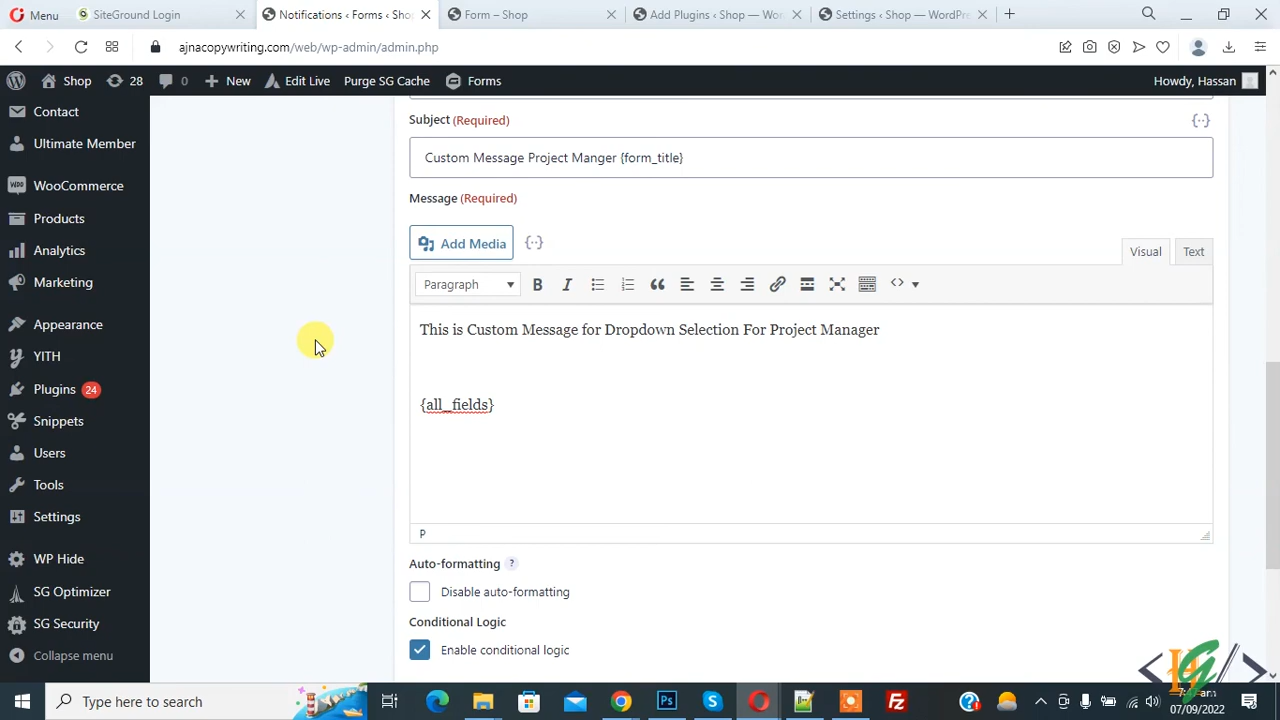 Menu
SiteGround Login
Notifications ‹ Forms ‹ Sho
Form – Shop
Add Plugins ‹ Shop — Wor
Settings ‹ Shop — WordPre
ajnacopywriting.com/web/wp-admin/admin.php
Shop
28
0
New
Edit Live
Purge SG Cache
Forms
Howdy, Hassan
Contact
Ultimate Member
WooCommerce
Products
Analytics
Marketing
Appearance
YITH
Plugins 24
Snippets
Users
Tools
Settings
WP Hide
SG Optimizer
SG Security
Collapse menu
Subject (Required)
Custom Message Project Manger {form_title}
Message (Required)
Add Media
Visual
Text
Paragraph
This is Custom Message for Dropdown Selection For Project Manager
{all_fields}
P
Auto-formatting ?
Disable auto-formatting
Conditional Logic
Enable conditional logic
Type here to search
07/09/2022